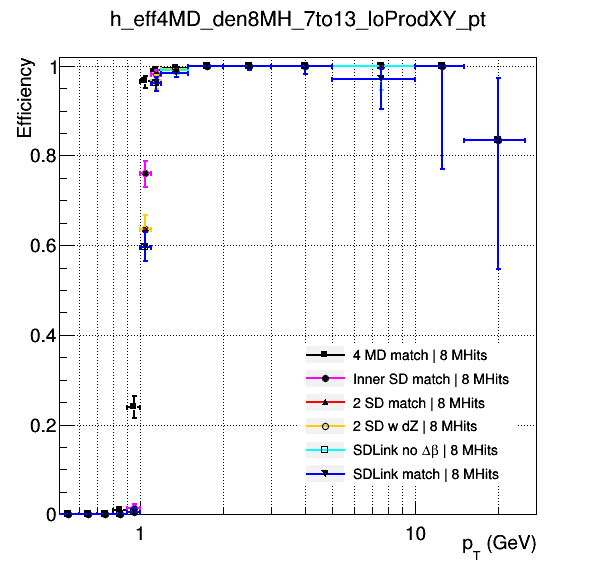 h_eff4MD_den8MH_7to13_loProdXY_pt
Efficiency
1
0.8
0.6
0.4
0.2
0
4 MD match | 8 MHits
Inner SD match | 8 MHits
2 SD match | 8 MHits
2 SD w dZ | 8 MHits
SDLink no Δβ | 8 MHits
SDLink match | 8 MHits
1
10
p_T (GeV)